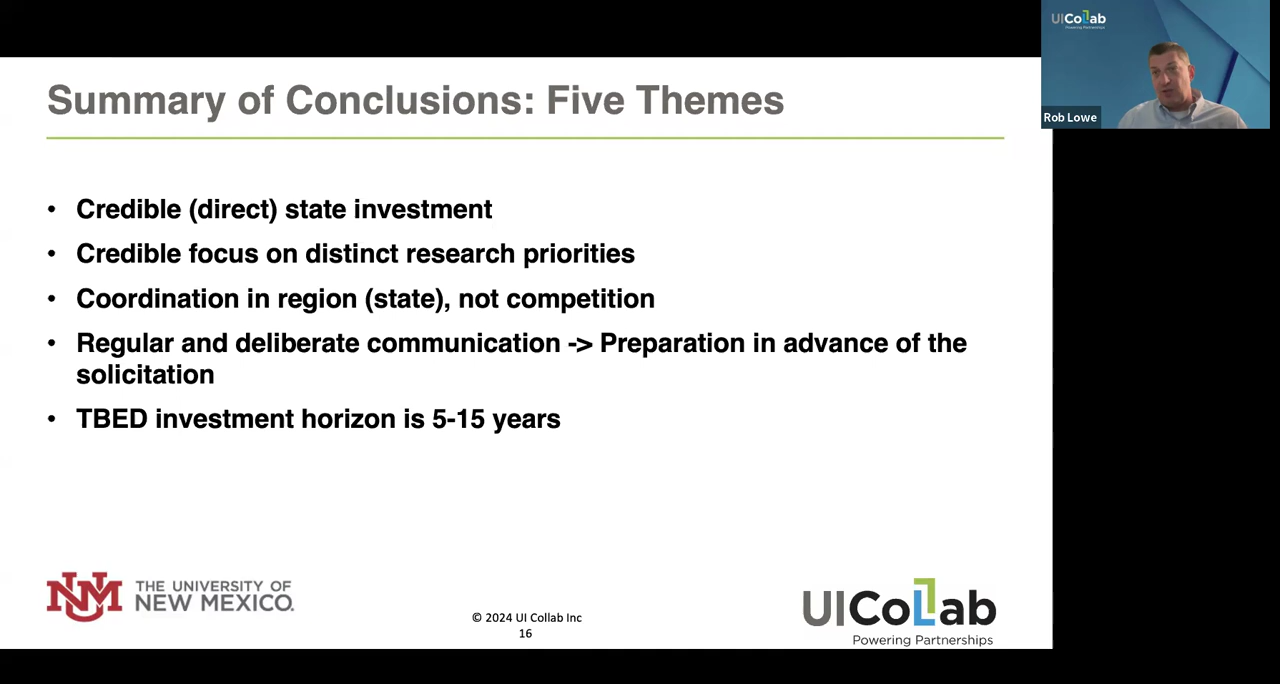 UICoLab
Powering Partnerships
Rob Lowe
Summary of Conclusions: Five Themes
• Credible (direct) state investment
• Credible focus on distinct research priorities
• Coordination in region (state), not competition
• Regular and deliberate communication -> Preparation in advance of the
solicitation
• TBED investment horizon is 5-15 years
UNM
THE UNIVERSITY OF
NEW MEXICO.
© 2024 UI Collab Inc
16
UICoLLab
Powering Partnerships